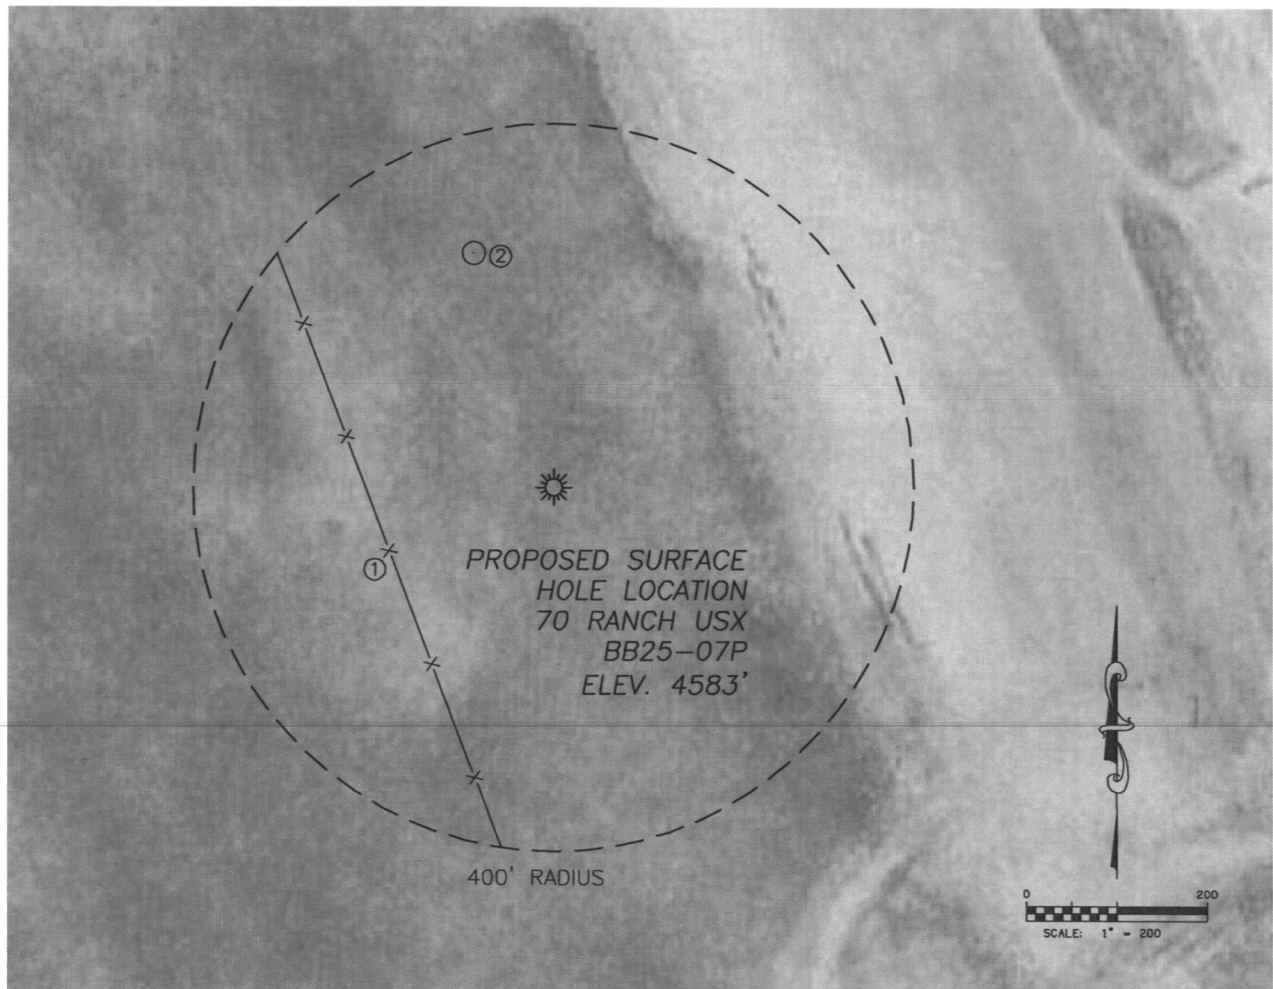 ②
①
PROPOSED SURFACE
HOLE LOCATION
70 RANCH USX
BB25-07P
ELEV. 4583'
400' RADIUS
0 200
SCALE: 1" = 200